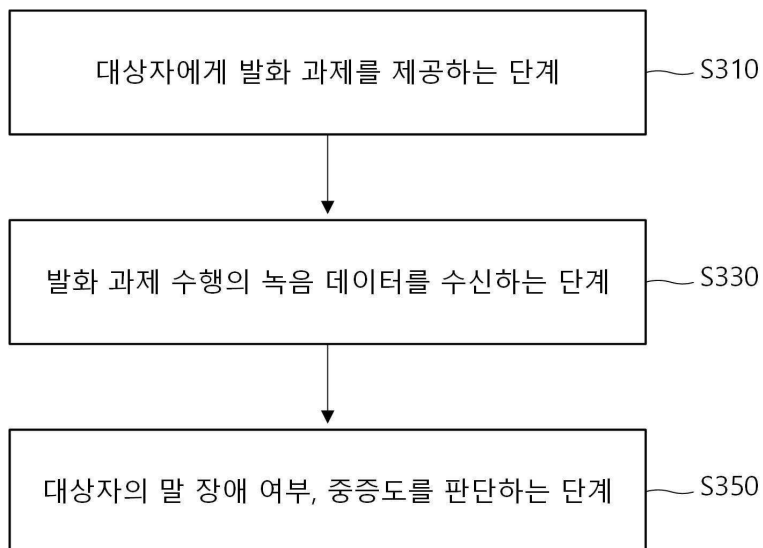 대상자에게 발화 과제를 제공하는 단계
S310
발화 과제 수행의 녹음 데이터를 수신하는 단계
S330
대상자의 말 장애 여부, 중증도를 판단하는 단계
S350